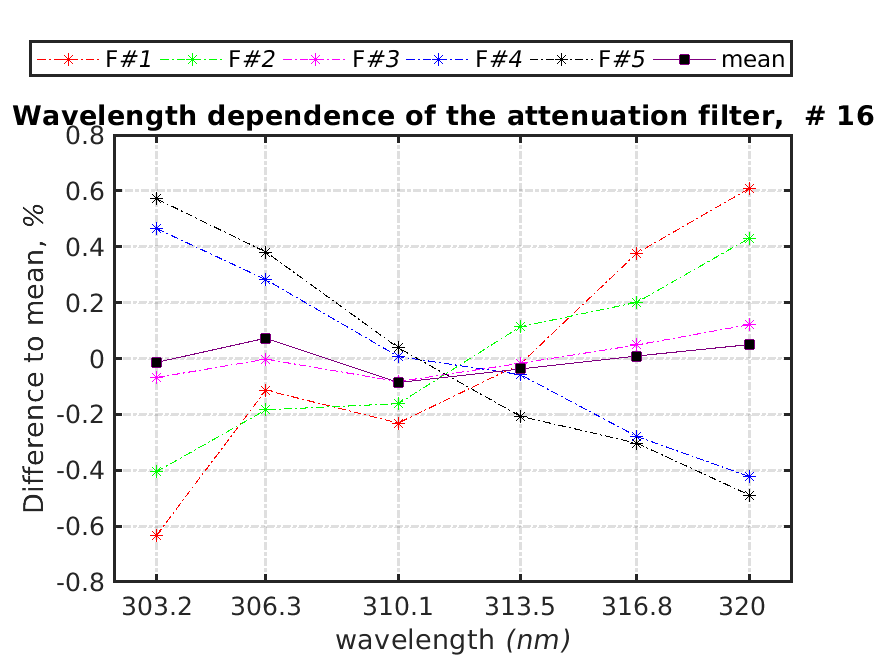 F#1 F#2 F#3 F#4 F#5 mean
Wavelength dependence of the attenuation filter,  # 16
0.8
0.6
0.4
0.2
0
-0.2
-0.4
-0.6
-0.8
Difference to mean, %
303.2 306.3 310.1 313.5 316.8 320
wavelength (nm)